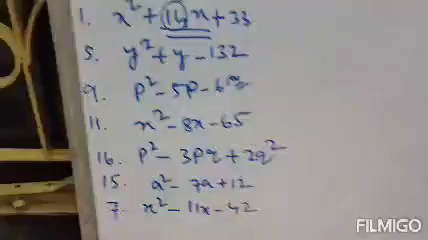 1. x² + 14x + 33
5. y² + y - 132
9. p² - 5p - 6
11. x² - 8x - 65
16. p² - 3pq + 2q²
15. a² - 7a + 12
7. x² - 11x - 42
FILMIGO